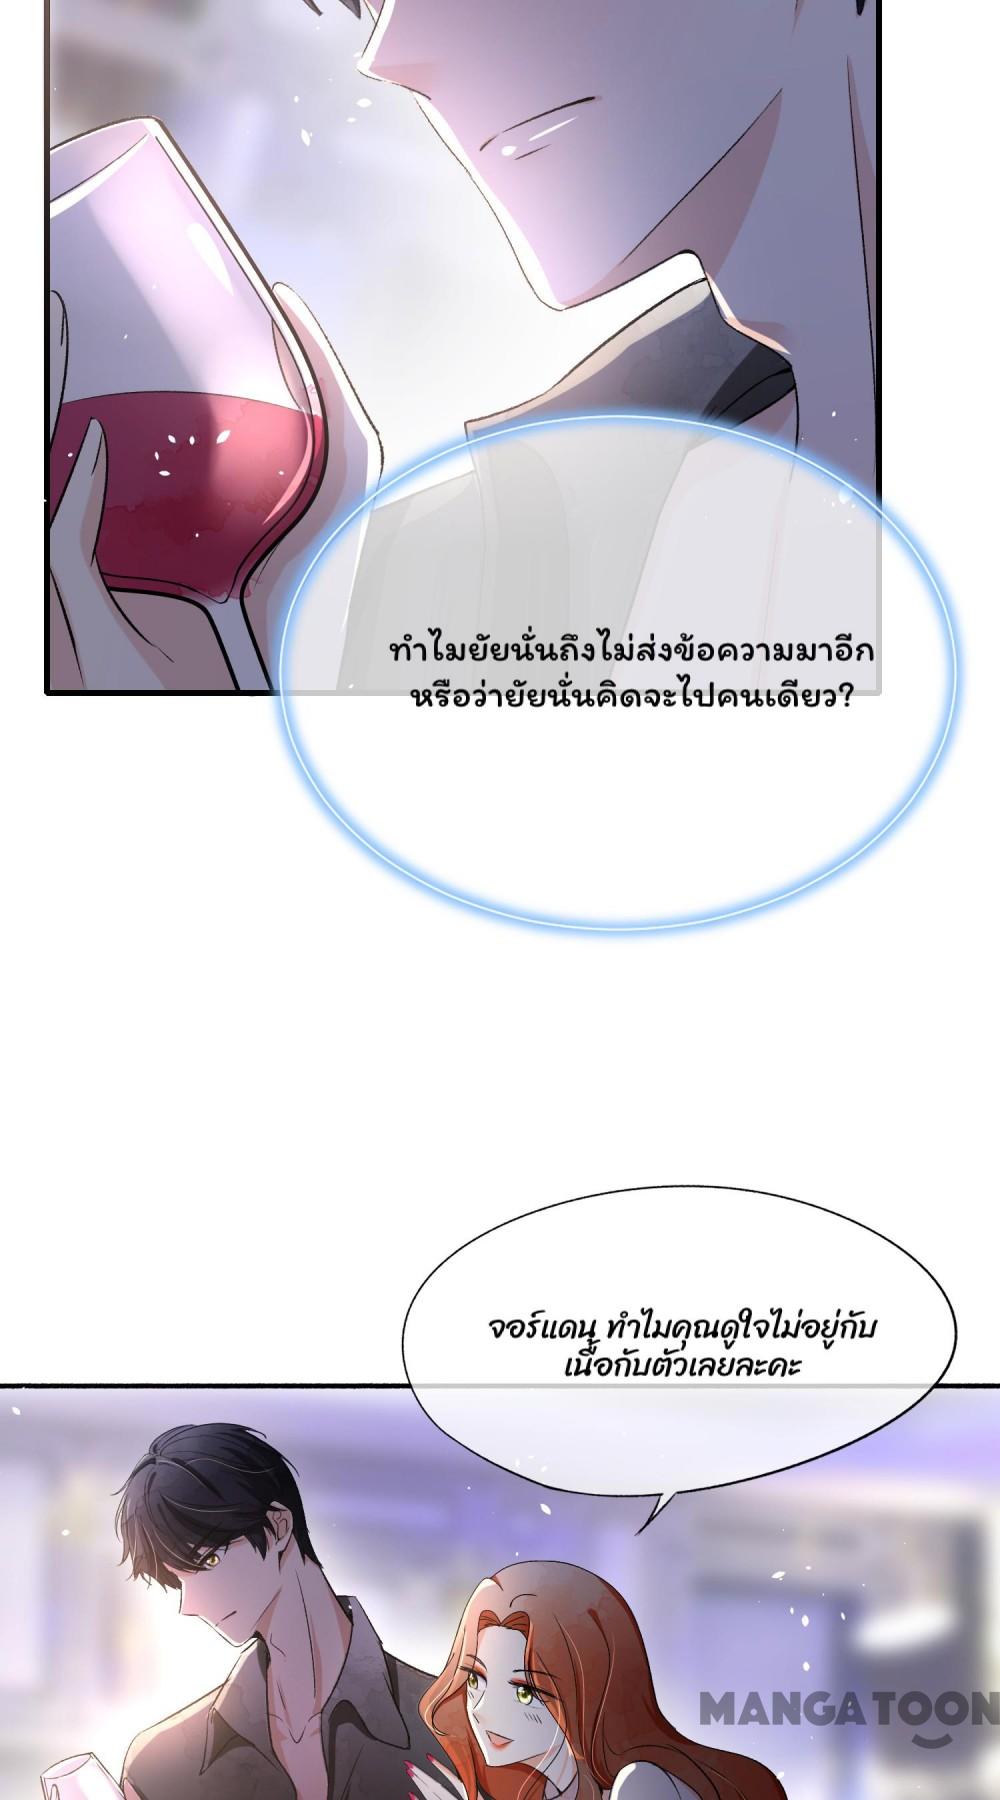 ทำไมยัยนั่นถึงไม่ส่งข้อความมาอีก
หรือว่ายัยนั่นคิดจะไปคนเดียว?
จอร์แดน ทำไมคุณดูใจไม่อยู่กับ
เนื้อกับตัวเลยละคะ
MANGATOON